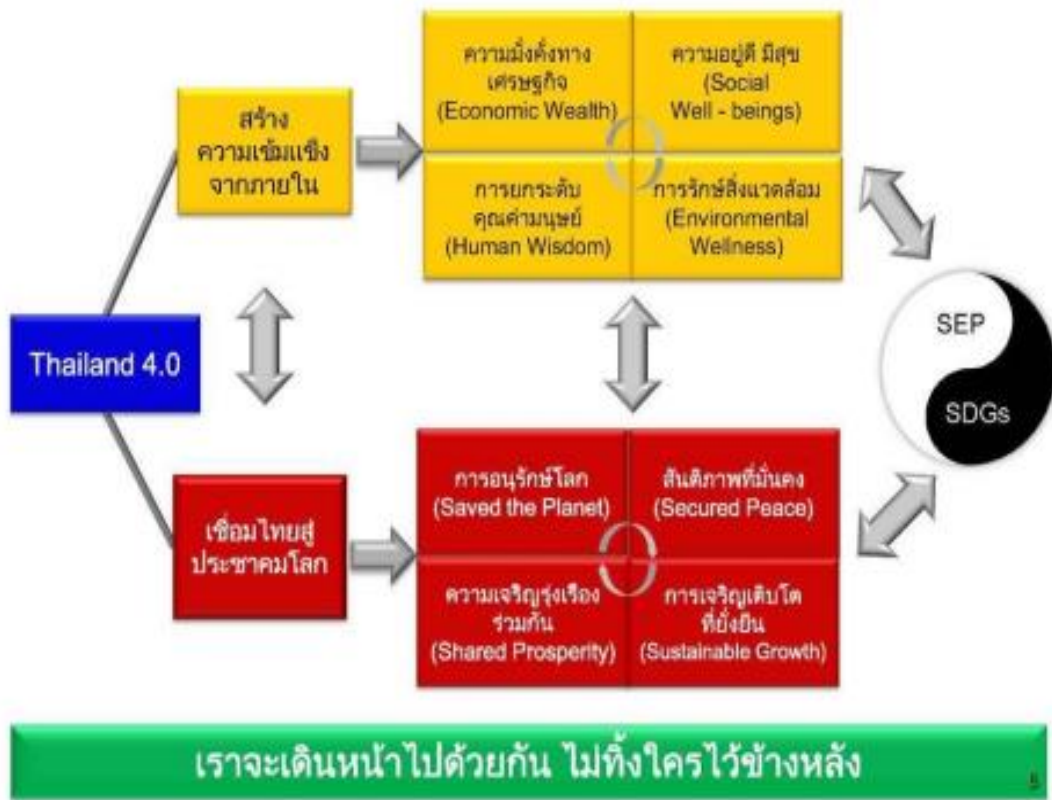 ความมั่งคั่งทาง
เศรษฐกิจ
(Economic Wealth)
ความอยู่ดี มีสุข
(Social
Well - beings)
สร้าง
ความเข้มแข็ง
จากภายใน
การยกระดับ
คุณค่ามนุษย์
(Human Wisdom)
การรักษ์สิ่งแวดล้อม
(Environmental
Wellness)
Thailand 4.0
SEP
SDGs
เชื่อมไทยสู่
ประชาคมโลก
การอนุรักษ์โลก
(Saved the Planet)
สันติภาพที่มั่นคง
(Secured Peace)
ความเจริญรุ่งเรือง
ร่วมกัน
(Shared Prosperity)
การเจริญเติบโต
ที่ยั่งยืน
(Sustainable Growth)
เราจะเดินหน้าไปด้วยกัน ไม่ทิ้งใครไว้ข้างหลัง